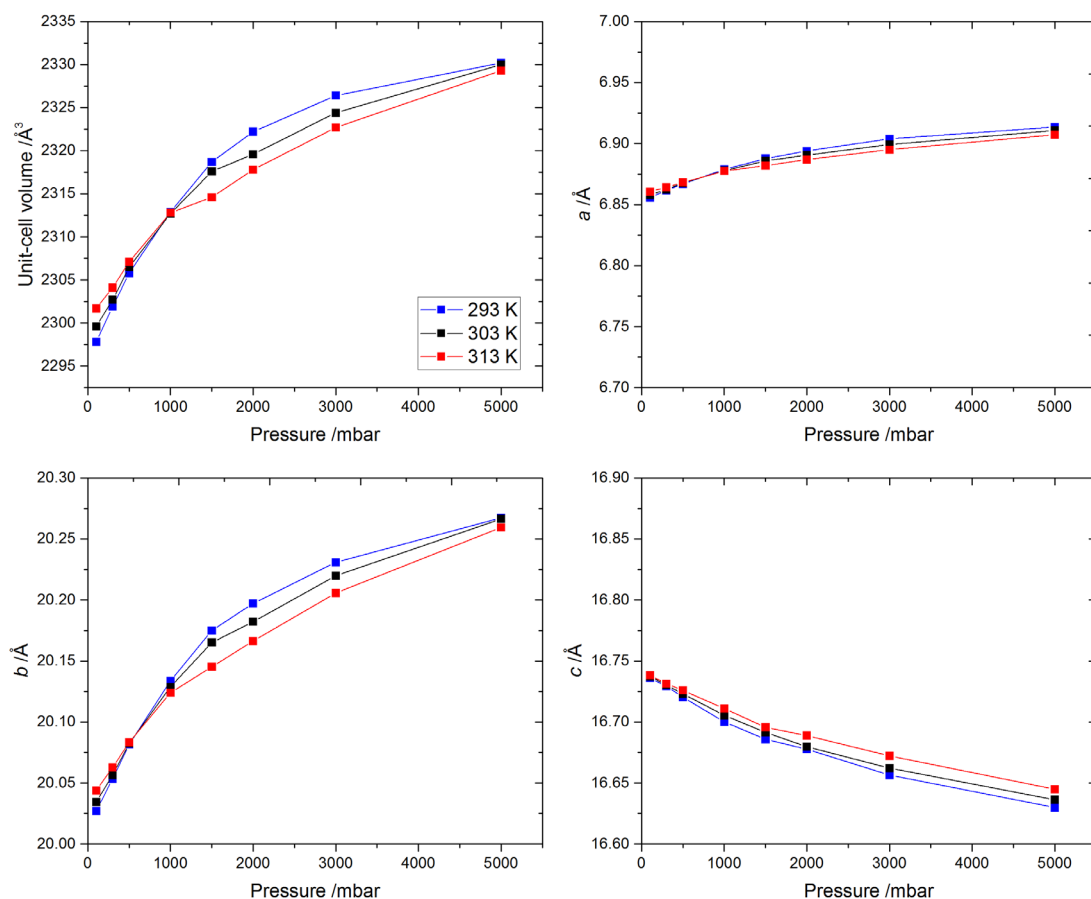 2335
2330
2325
2320
2315
2310
2305
2300
2295
Unit-cell volume /Å³
293 K
303 K
313 K
0 1000 2000 3000 4000 5000
Pressure /mbar
7.00
6.95
6.90
6.85
6.80
6.75
6.70
a /Å
0 1000 2000 3000 4000 5000
Pressure /mbar
20.30
20.25
20.20
20.15
20.10
20.05
20.00
b /Å
0 1000 2000 3000 4000 5000
Pressure /mbar
16.90
16.85
16.80
16.75
16.70
16.65
16.60
c /Å
0 1000 2000 3000 4000 5000
Pressure /mbar